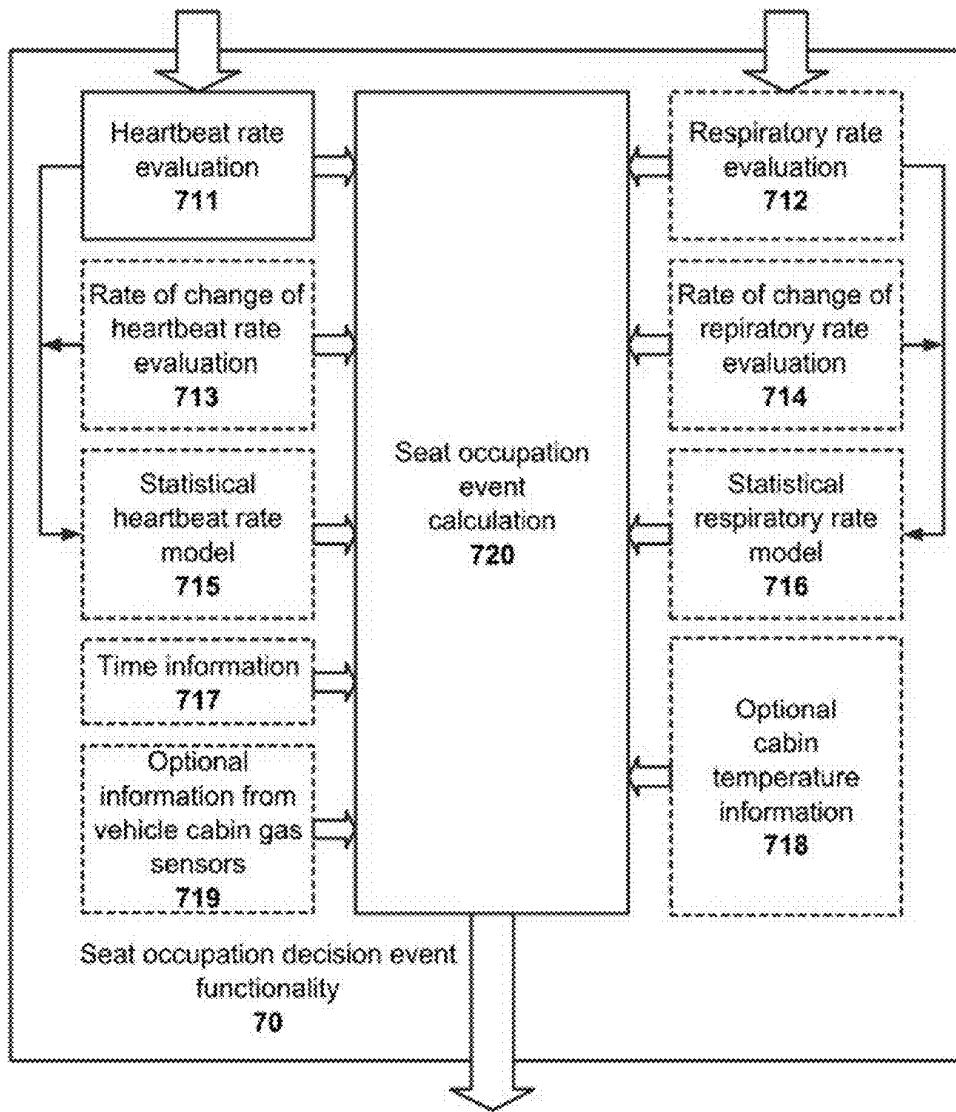 Heartbeat rate
evaluation
711
Respiratory rate
evaluation
712
Rate of change of
heartbeat rate
evaluation
713
Rate of change of
repiratory rate
evaluation
714
Seat occupation
event
calculation
720
Statistical
heartbeat rate
model
715
Statistical
respiratory rate
model
716
Time information
717
Optional
cabin
temperature
information
718
Optional
information from
vehicle cabin gas
sensors
719
Seat occupation decision event
functionality
70